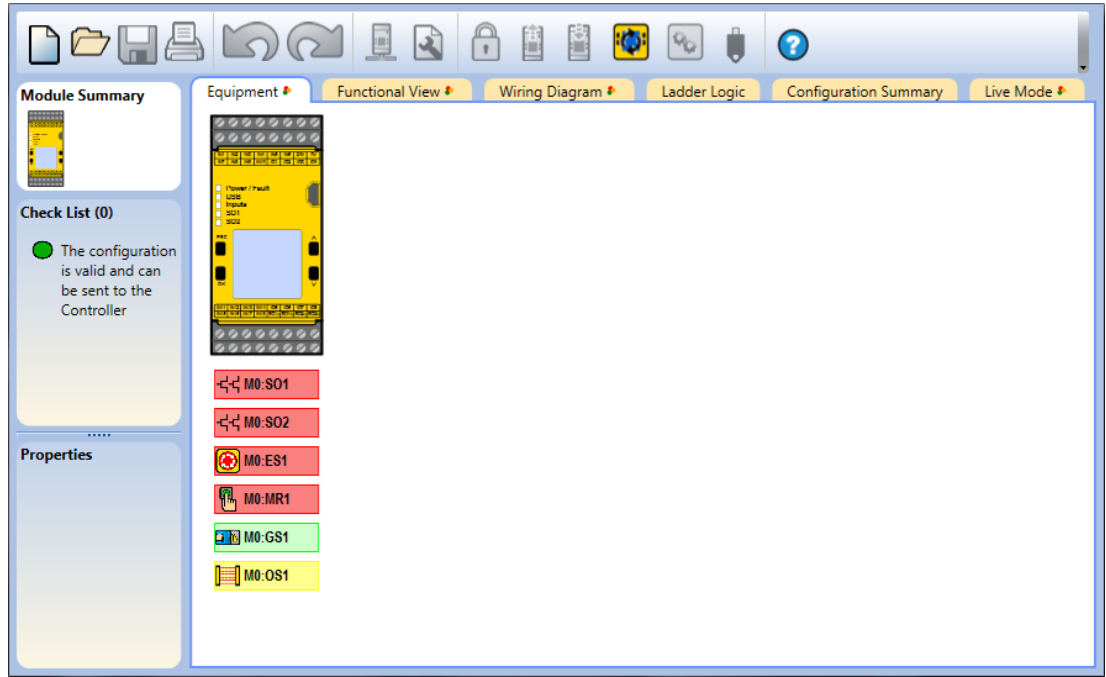 Module Summary
Equipment
Functional View
Wiring Diagram
Ladder Logic
Configuration Summary
Live Mode
Power / Fault
USB
Inputs
SO1
SO2
OK
Check List (0)
The configuration
is valid and can
be sent to the
Controller
Properties
M0:SO1
M0:SO2
M0:ES1
M0:MR1
M0:GS1
M0:OS1